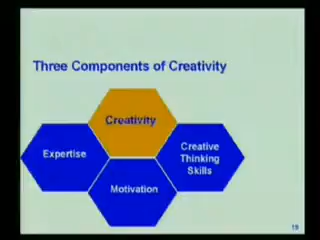 Three Components of Creativity
Creativity
Expertise
Creative
Thinking
Skills
Motivation
19